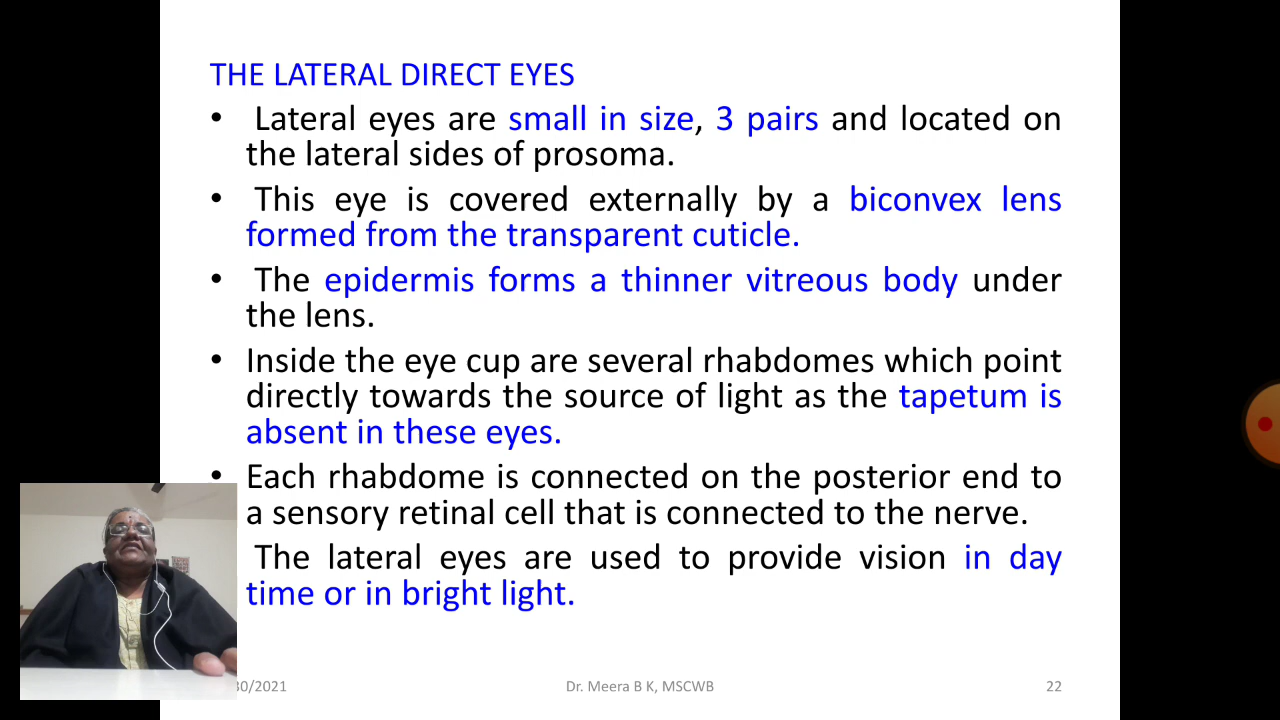 THE LATERAL DIRECT EYES
• Lateral eyes are small in size, 3 pairs and located on
the lateral sides of prosoma.
• This eye is covered externally by a biconvex lens
formed from the transparent cuticle.
• The epidermis forms a thinner vitreous body under
the lens.
• Inside the eye cup are several rhabdomes which point
directly towards the source of light as the tapetum is
absent in these eyes.
• Each rhabdome is connected on the posterior end to
a sensory retinal cell that is connected to the nerve.
The lateral eyes are used to provide vision in day
time or in bright light.
30/2021
Dr. Meera B K, MSCWB
22